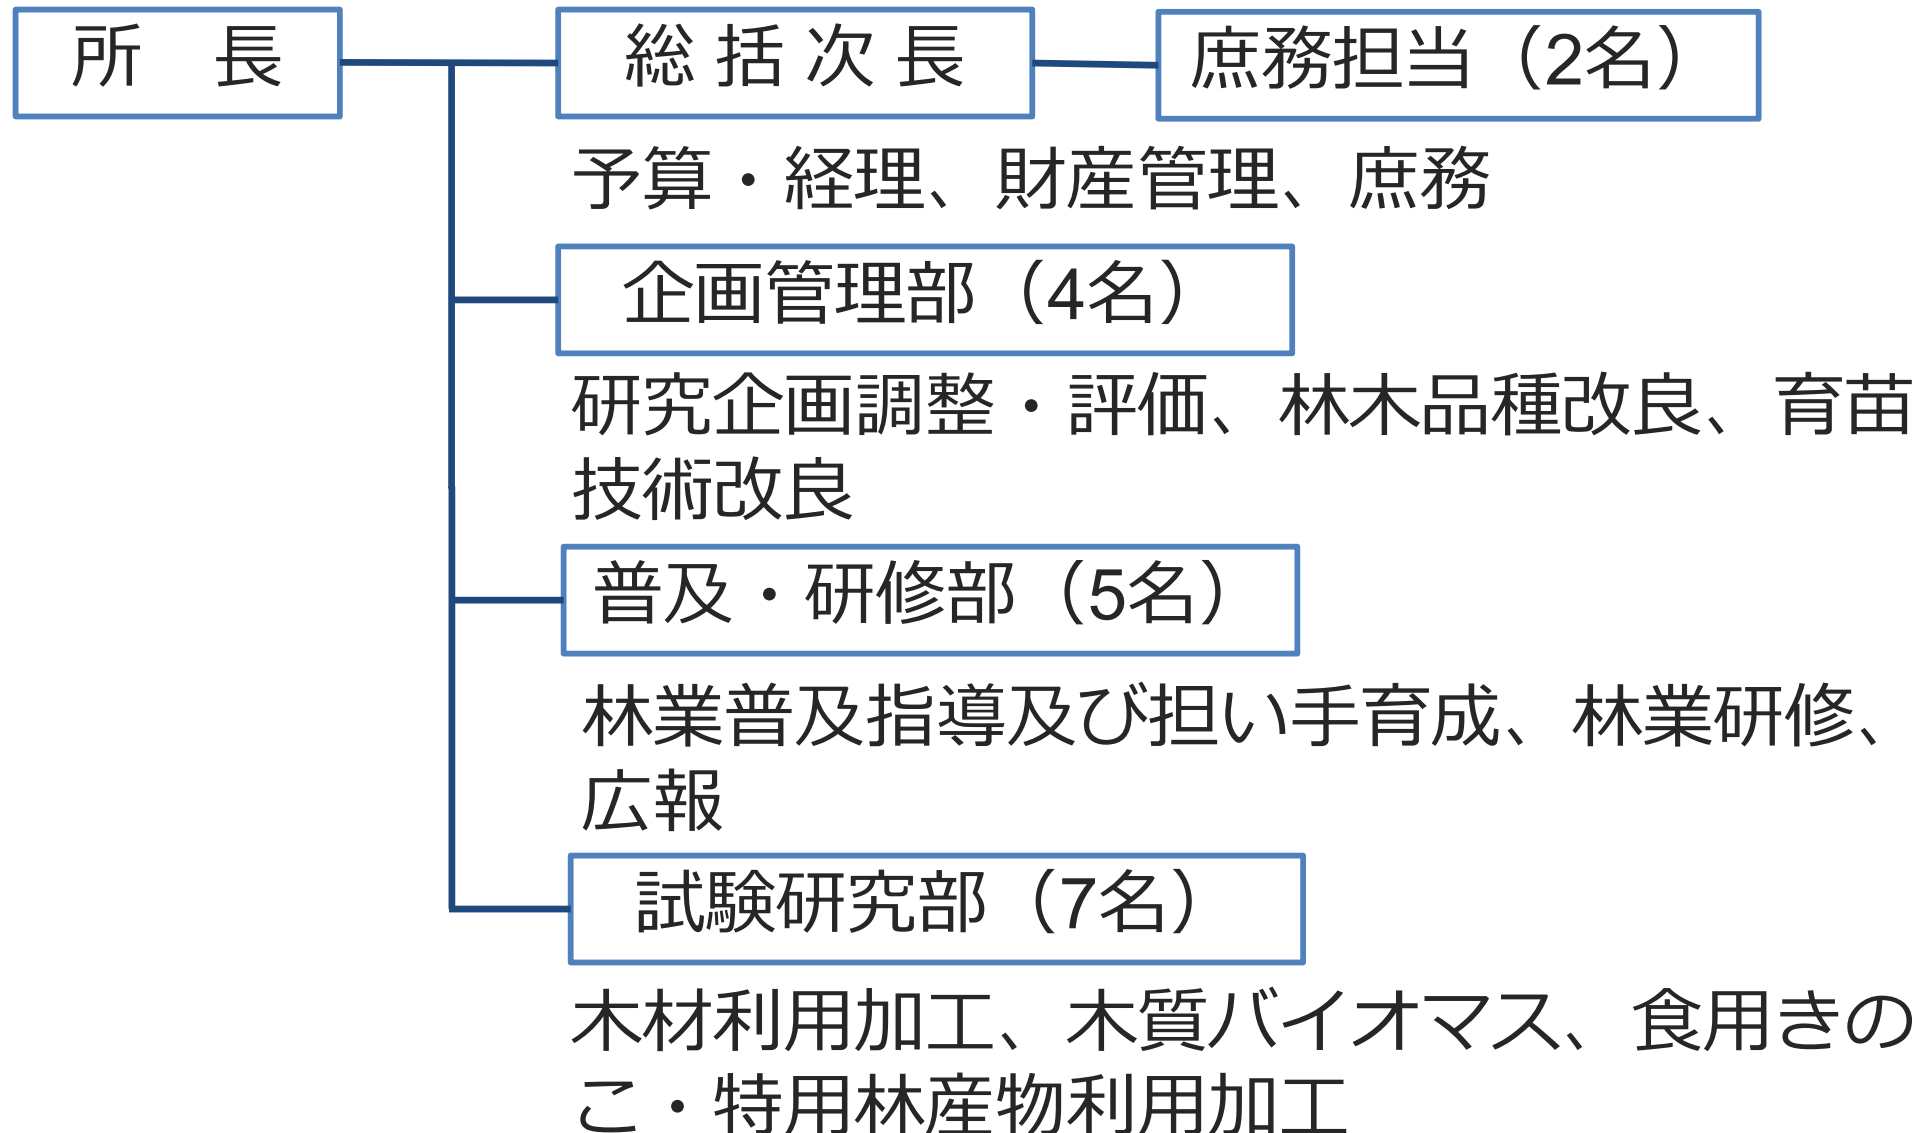 所　長
総 括 次 長
庶務担当（2名）
予算・経理、財産管理、庶務
企画管理部（4名）
研究企画調整・評価、林木品種改良、育苗
技術改良
普及・研修部（5名）
林業普及指導及び担い手育成、林業研修、
広報
試験研究部（7名）
木材利用加工、木質バイオマス、食用きの
こ・特用林産物利用加工